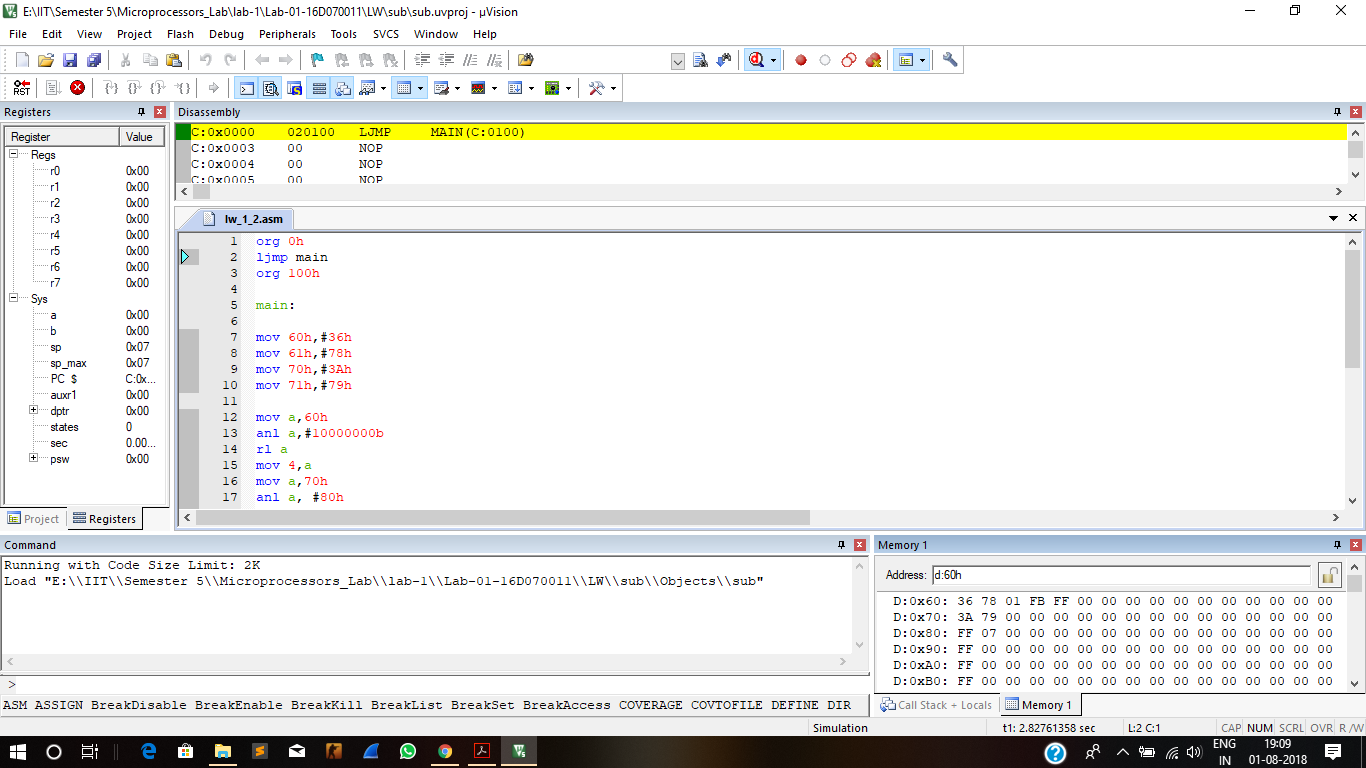 E:\IIT\Semester 5\Microprocessors_Lab\lab-1\Lab-01-16D070011\LW\sub\sub.uvproj - µVision
File Edit View Project Flash Debug Peripherals Tools SVCS Window Help
RST
Registers
Register Value
Regs
r0 0x00
r1 0x00
r2 0x00
r3 0x00
r4 0x00
r5 0x00
r6 0x00
r7 0x00
Sys
a 0x00
b 0x00
sp 0x07
sp_max 0x07
PC $ C:0x...
auxr1 0x00
dptr 0x00
states 0
sec 0.00...
psw 0x00
Project Registers
Disassembly
C:0x0000 020100 LJMP MAIN(C:0100)
C:0x0003 00 NOP
C:0x0004 00 NOP
C:0x0005 00 NOP
lw_1_2.asm
1 org 0h
2 ljmp main
3 org 100h
4
5 main:
6
7 mov 60h,#36h
8 mov 61h,#78h
9 mov 70h,#3Ah
10 mov 71h,#79h
11
12 mov a,60h
13 anl a,#10000000b
14 rl a
15 mov 4,a
16 mov a,70h
17 anl a, #80h
Command
Running with Code Size Limit: 2K
Load "E:\\IIT\\Semester 5\\Microprocessors_Lab\\lab-1\\Lab-01-16D070011\\LW\\sub\\Objects\\sub"
>
ASM ASSIGN BreakDisable BreakEnable BreakKill BreakList BreakSet BreakAccess COVERAGE COVTOFILE DEFINE DIR
Memory 1
Address: d:60h
D:0x60: 36 78 01 FB FF 00 00 00 00 00 00 00 00 00 00 00
D:0x70: 3A 79 00 00 00 00 00 00 00 00 00 00 00 00 00 00
D:0x80: FF 07 00 00 00 00 00 00 00 00 00 00 00 00 00 00
D:0x90: FF 00 00 00 00 00 00 00 00 00 00 00 00 00 00 00
D:0xA0: FF 00 00 00 00 00 00 00 00 00 00 00 00 00 00 00
D:0xB0: FF 00 00 00 00 00 00 00 00 00 00 00 00 00 00 00
Call Stack + Locals Memory 1
Simulation t1: 2.82761358 sec L:2 C:1 CAP NUM SCRL OVR R /W
ENG 19:09
IN 01-08-2018